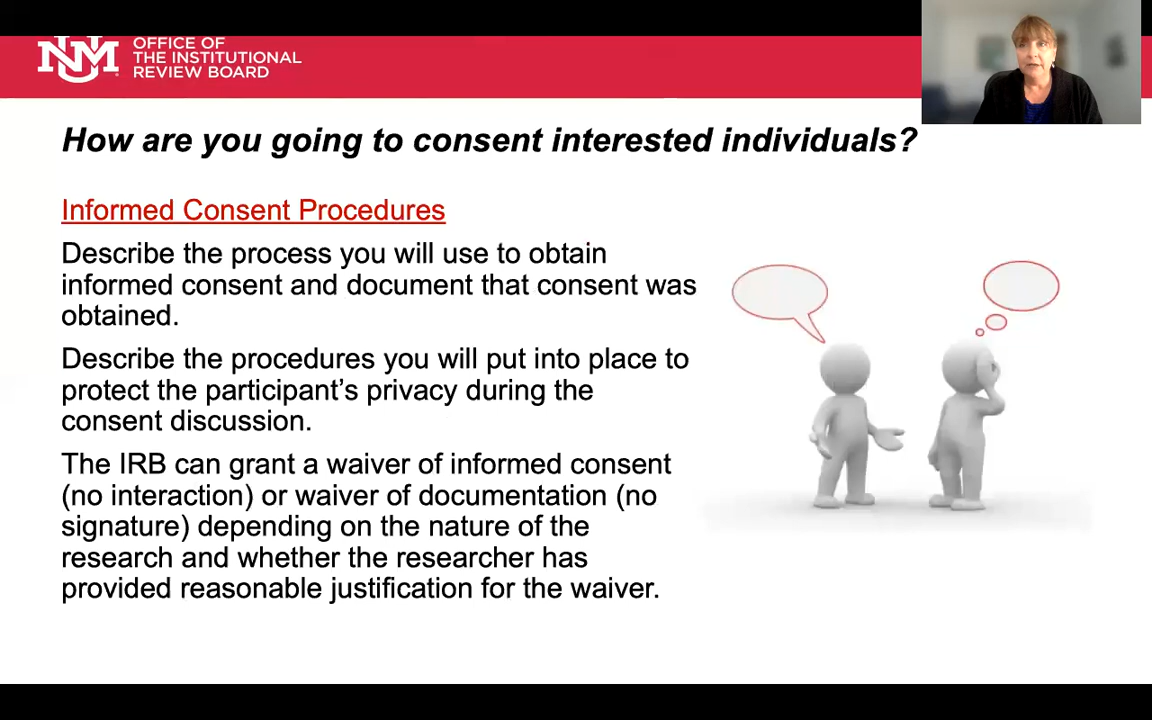 UNM
OFFICE OF
THE INSTITUTIONAL
REVIEW BOARD
How are you going to consent interested individuals?
Informed Consent Procedures
Describe the process you will use to obtain
informed consent and document that consent was
obtained.
Describe the procedures you will put into place to
protect the participant’s privacy during the
consent discussion.
The IRB can grant a waiver of informed consent
(no interaction) or waiver of documentation (no
signature) depending on the nature of the
research and whether the researcher has
provided reasonable justification for the waiver.